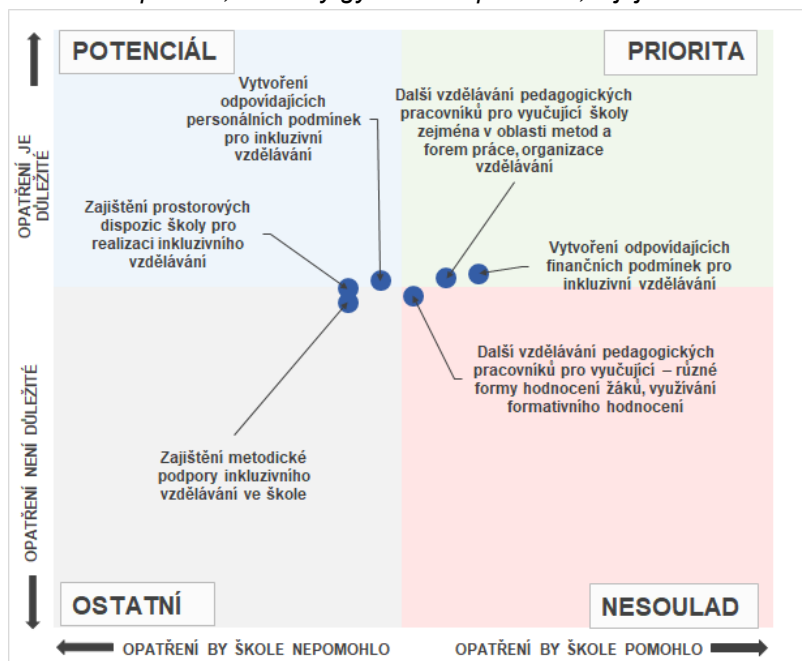 POTENCIÁL
PRIORITA
Vytvoření
odpovídajících
personálních podmínek
pro inkluzivní
vzdělávání
Další vzdělávání pedagogických
pracovníků pro vyučující školy
zejména v oblasti metod a
forem práce, organizace
vzdělávání
OPATŘENÍ JE
DŮLEŽITÉ
Zajištění prostorových
dispozic školy pro
realizaci inkluzivního
vzdělávání
Vytvoření odpovídajících
finančních podmínek pro
inkluzivní vzdělávání
Další vzdělávání pedagogických
pracovníků pro vyučující – různé
formy hodnocení žáků, využívání
formativního hodnocení
OPATŘENÍ NENÍ DŮLEŽITÉ
Zajištění metodické
podpory inkluzivního
vzdělávání ve škole
OSTATNÍ
NESOULAD
OPATŘENÍ BY ŠKOLE NEPOMOHLO
OPATŘENÍ BY ŠKOLE POMOHLO